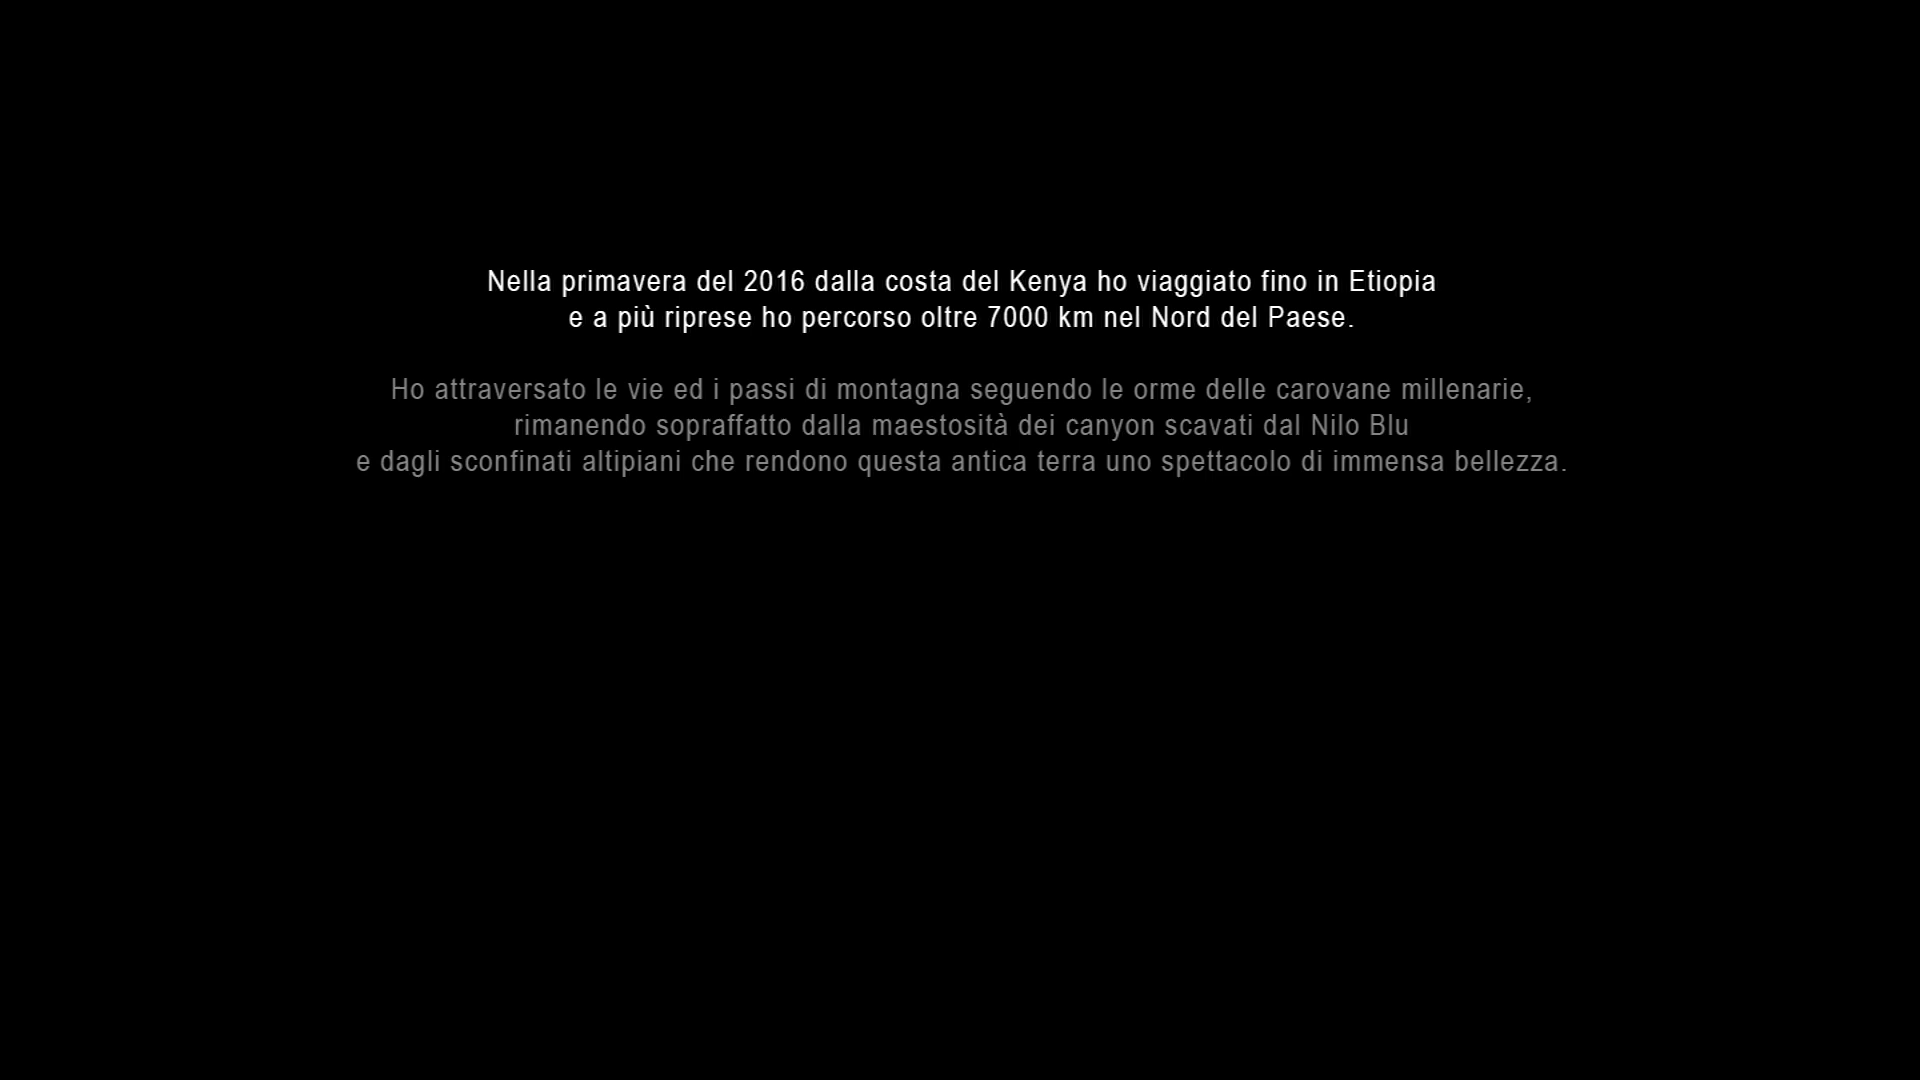 Nella primavera del 2016 dalla costa del Kenya ho viaggiato fino in Etiopia
e a più riprese ho percorso oltre 7000 km nel Nord del Paese.
Ho attraversato le vie ed i passi di montagna seguendo le orme delle carovane millenarie,
rimanendo sopraffatto dalla maestosità dei canyon scavati dal Nilo Blu
e dagli sconfinati altipiani che rendono questa antica terra uno spettacolo di immensa bellezza.